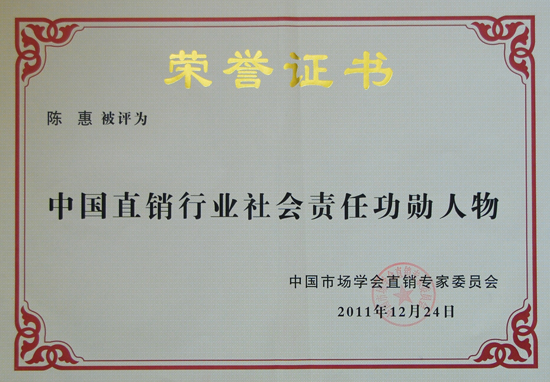 荣誉证书
陈 惠 被评为
中国直销行业社会责任功勋人物
中国市场学会直销专家委员会
2011年12月24日